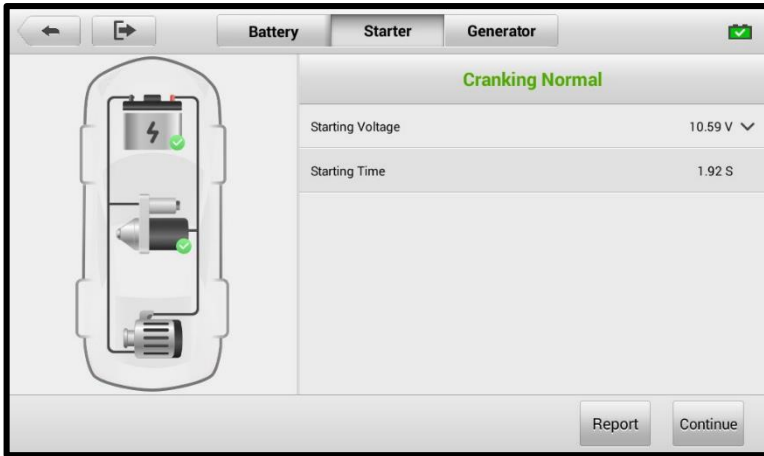 Battery Starter Generator
Cranking Normal
Starting Voltage 10.59 V
Starting Time 1.92 S
Report Continue